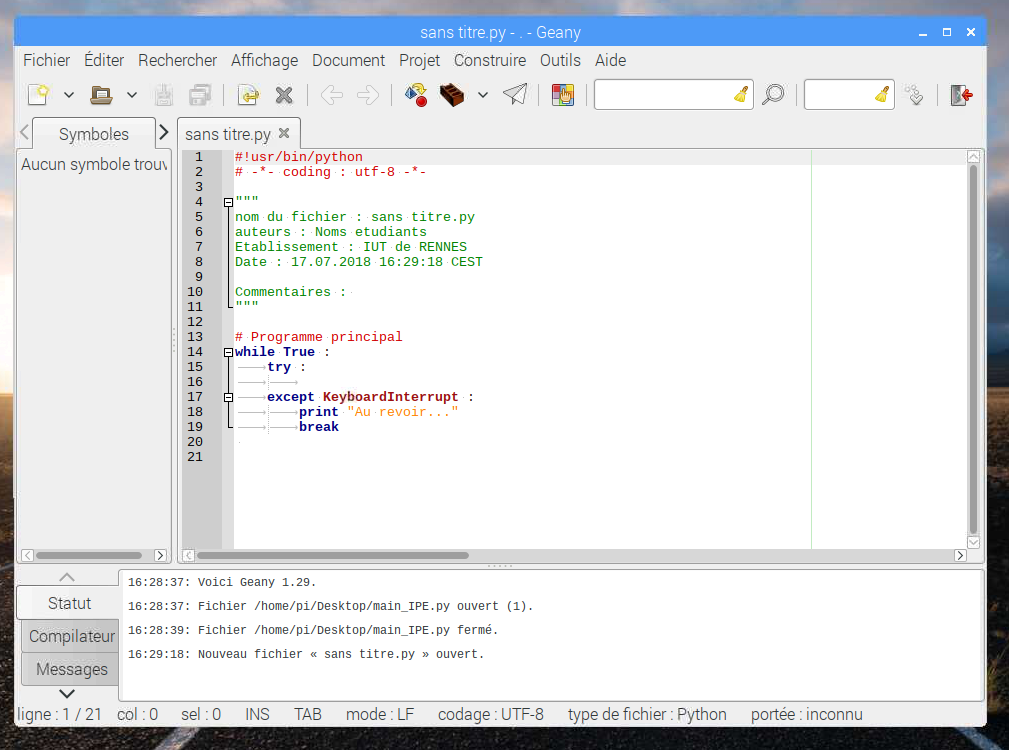 sans titre.py - . - Geany
Fichier Éditer Rechercher Affichage Document Projet Construire Outils Aide
Symboles
sans titre.py
Aucun symbole trouv
1 #!usr/bin/python
2 # -*- coding : utf-8 -*-
3
4 """
5 nom du fichier : sans titre.py
6 auteurs : Noms etudiants
7 Etablissement : IUT de RENNES
8 Date : 17.07.2018 16:29:18 CEST
9
10 Commentaires :
11 """
12
13 # Programme principal
14 while True :
15 try :
16
17 except KeyboardInterrupt :
18 print "Au revoir..."
19 break
20
21
Statut
Compilateur
Messages
16:28:37: Voici Geany 1.29.
16:28:37: Fichier /home/pi/Desktop/main_IPE.py ouvert (1).
16:28:39: Fichier /home/pi/Desktop/main_IPE.py fermé.
16:29:18: Nouveau fichier « sans titre.py » ouvert.
ligne : 1 / 21 col : 0 sel : 0 INS TAB mode : LF codage : UTF-8 type de fichier : Python portée : inconnu